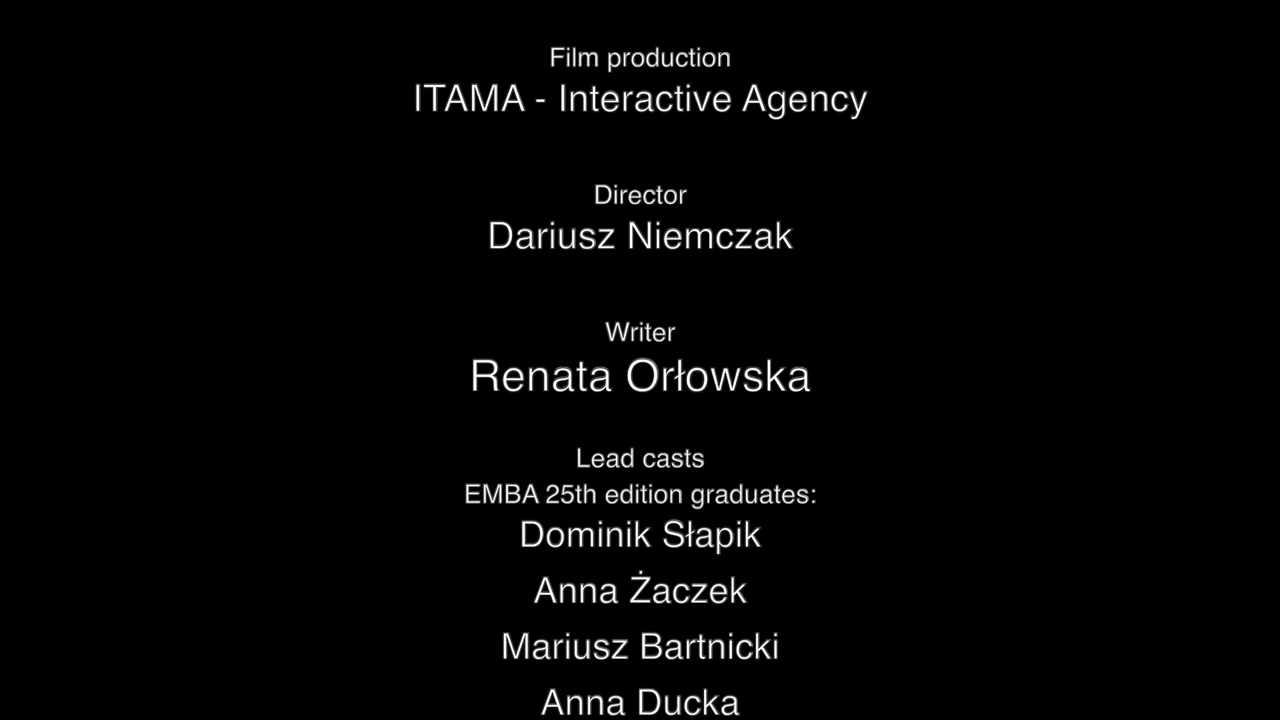 Film production
ITAMA - Interactive Agency
Director
Dariusz Niemczak
Writer
Renata Orłowska
Lead casts
EMBA 25th edition graduates:
Dominik Słapik
Anna Żaczek
Mariusz Bartnicki
Anna Ducka